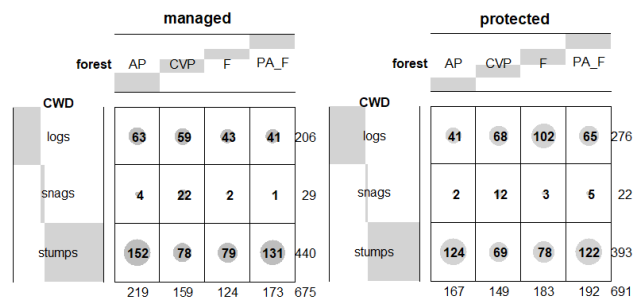 managed
forest AP CVP F PA_F
CWD
logs 63 59 43 41 206
snags 4 22 2 1 29
stumps 152 78 79 131 440
219 159 124 173 675
protected
forest AP CVP F PA_F
CWD
logs 41 68 102 65 276
snags 2 12 3 5 22
stumps 124 69 78 122 393
167 149 183 192 691